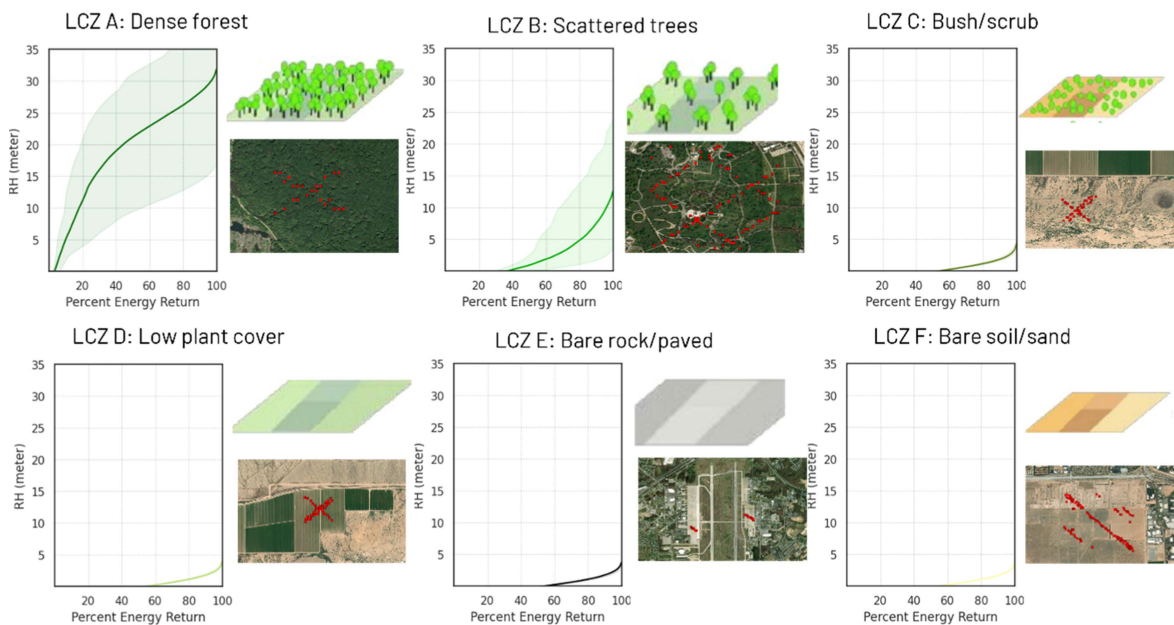 LCZ A: Dense forest
35
30
25
20
15
10
5
RH (meter)
20 40 60 80 100
Percent Energy Return
LCZ B: Scattered trees
35
30
25
20
15
10
5
RH (meter)
20 40 60 80 100
Percent Energy Return
LCZ C: Bush/scrub
35
30
25
20
15
10
5
RH (meter)
20 40 60 80 100
Percent Energy Return
LCZ D: Low plant cover
35
30
25
20
15
10
5
RH (meter)
20 40 60 80 100
Percent Energy Return
LCZ E: Bare rock/paved
35
30
25
20
15
10
5
RH (meter)
20 40 60 80 100
Percent Energy Return
LCZ F: Bare soil/sand
35
30
25
20
15
10
5
RH (meter)
20 40 60 80 100
Percent Energy Return